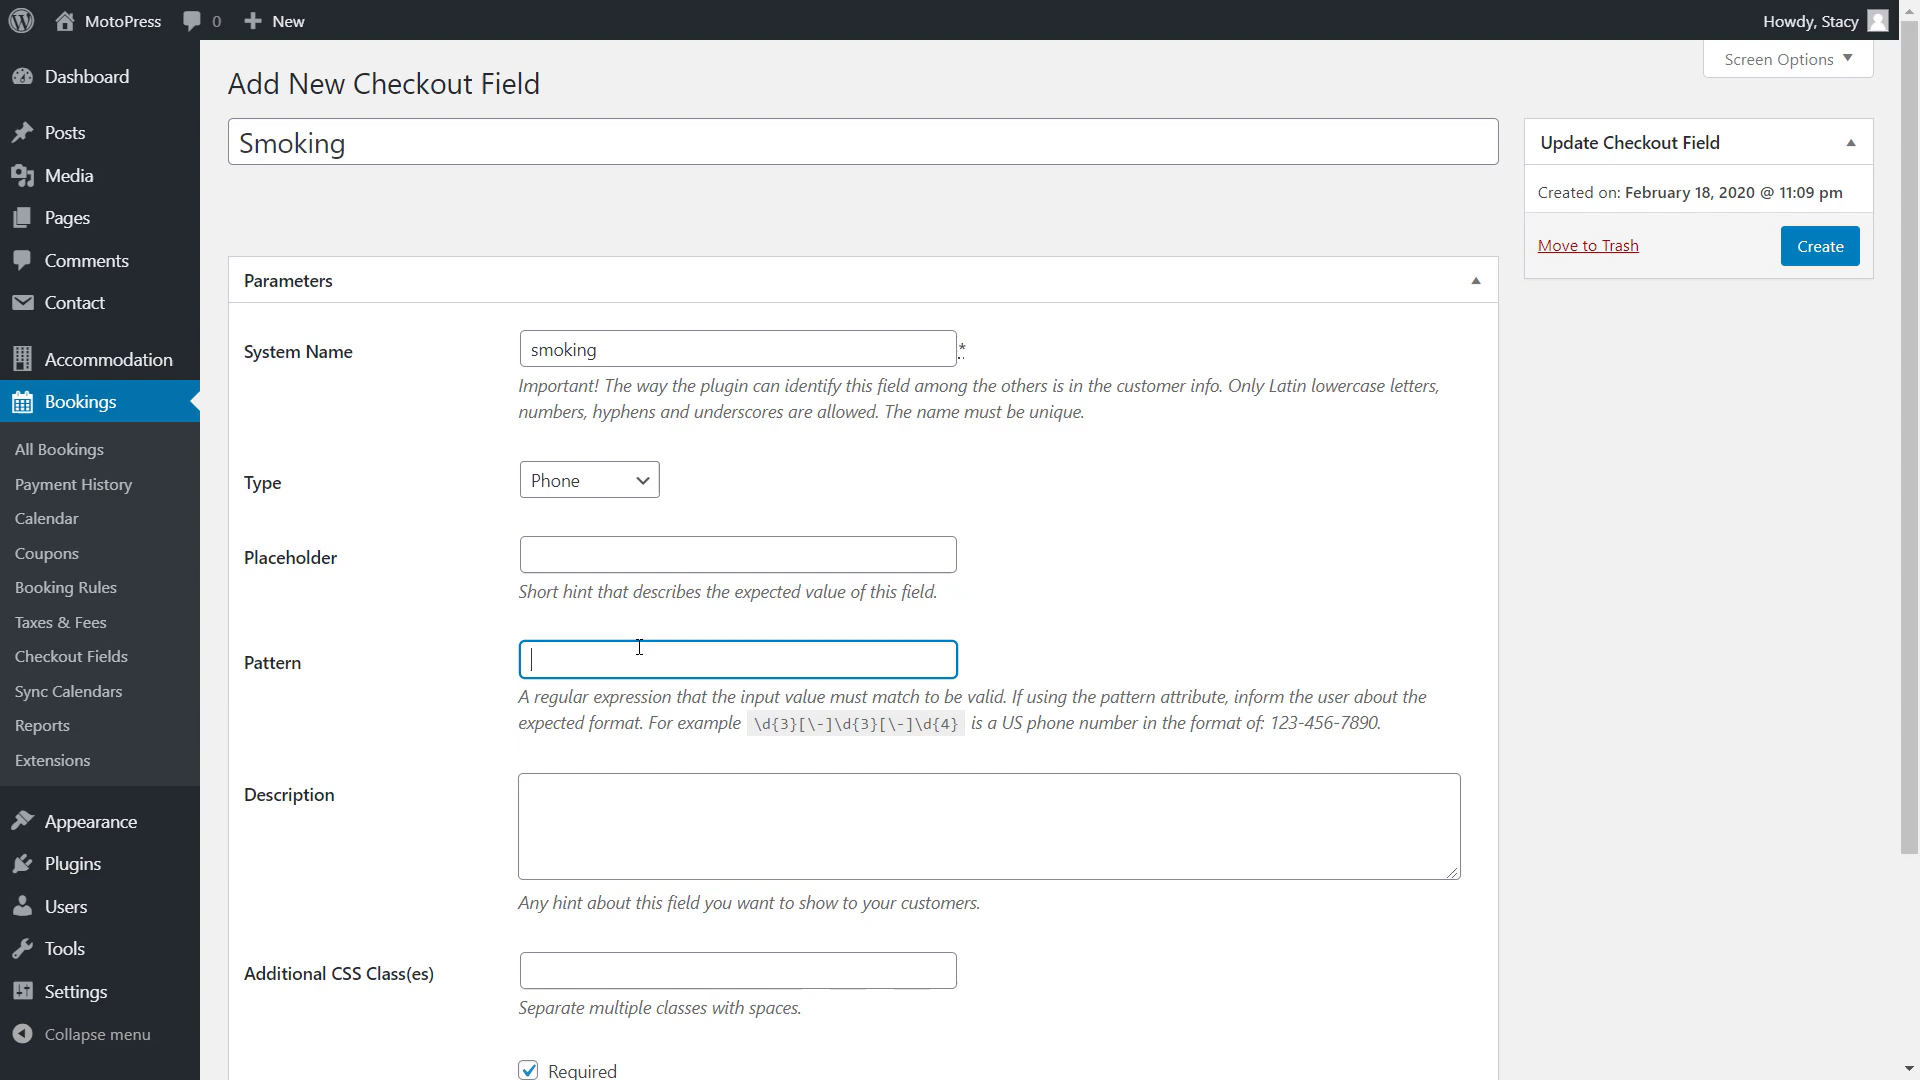 MotoPress 0 New Howdy, Stacy
Screen Options
Dashboard
Posts
Media
Pages
Comments
Contact
Accommodation
Bookings
All Bookings
Payment History
Calendar
Coupons
Booking Rules
Taxes & Fees
Checkout Fields
Sync Calendars
Reports
Extensions
Appearance
Plugins
Users
Tools
Settings
Collapse menu
Add New Checkout Field
Smoking
Parameters
System Name
smoking
*
Important! The way the plugin can identify this field among the others is in the customer info. Only Latin lowercase letters,
numbers, hyphens and underscores are allowed. The name must be unique.
Type
Phone
Placeholder
Short hint that describes the expected value of this field.
Pattern
A regular expression that the input value must match to be valid. If using the pattern attribute, inform the user about the
expected format. For example \d{3}[\-]\d{3}[\-]\d{4} is a US phone number in the format of: 123-456-7890.
Description
Any hint about this field you want to show to your customers.
Additional CSS Class(es)
Separate multiple classes with spaces.
Required
Update Checkout Field
Created on: February 18, 2020 @ 11:09 pm
Move to Trash
Create